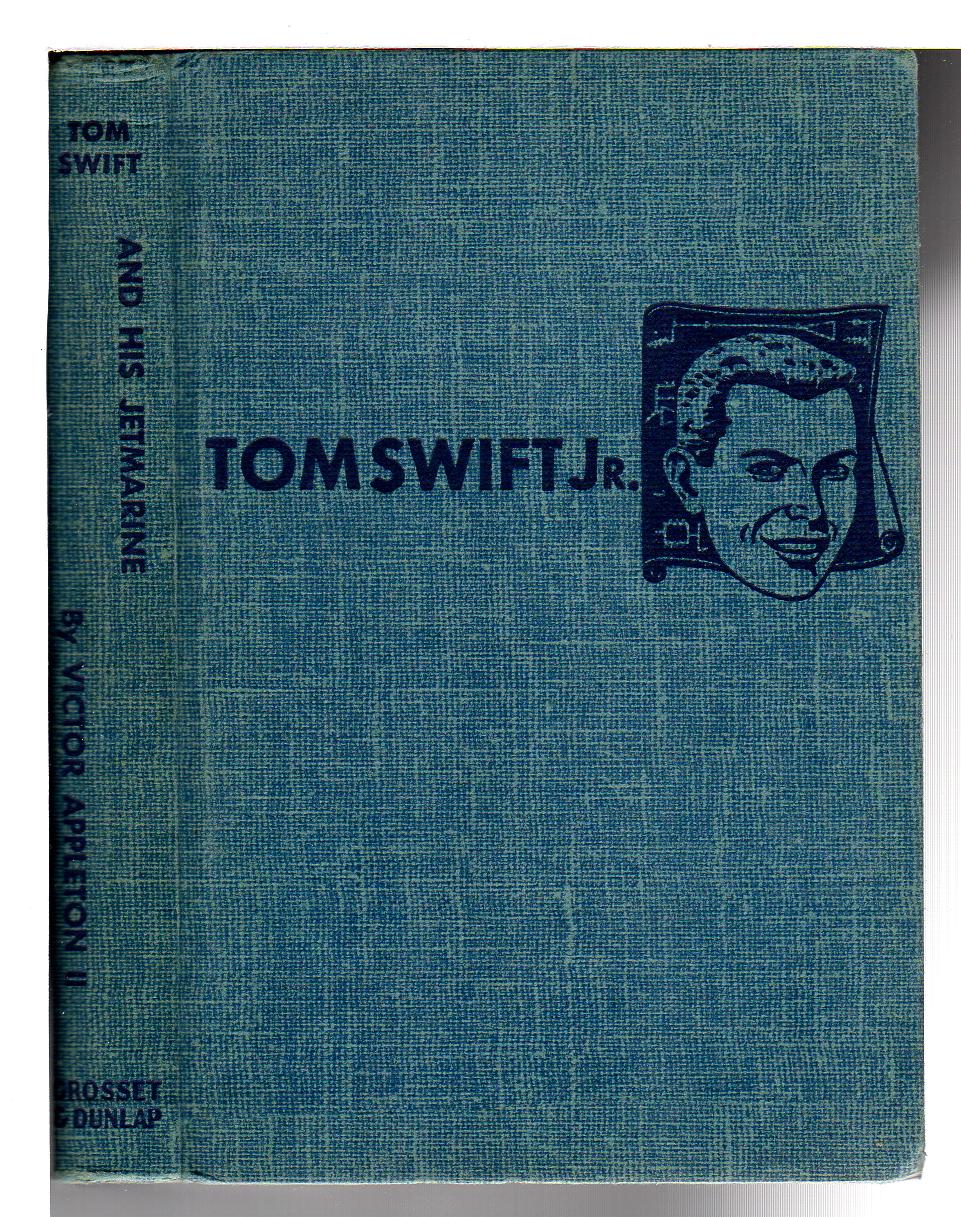 TOM
SWIFT
AND HIS JETMARINE
By VICTOR APPLETON II
GROSSET
& DUNLAP
TOM SWIFT JR.